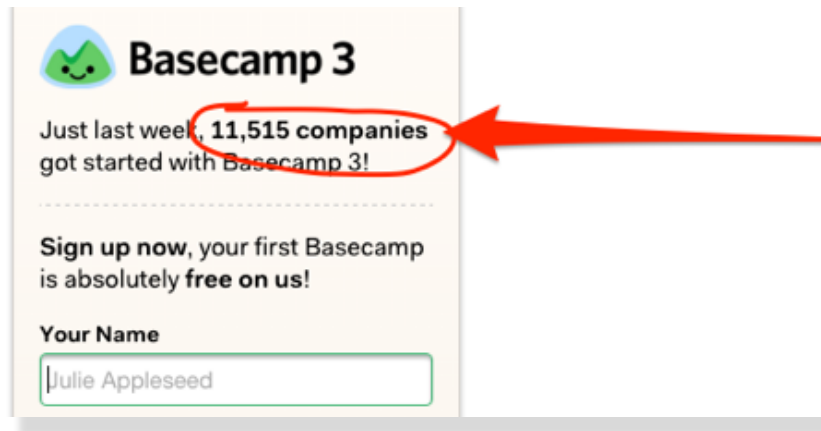 Basecamp 3
Just last week, 11,515 companies
got started with Basecamp 3!
Sign up now, your first Basecamp
is absolutely free on us!
Your Name
Julie Appleseed